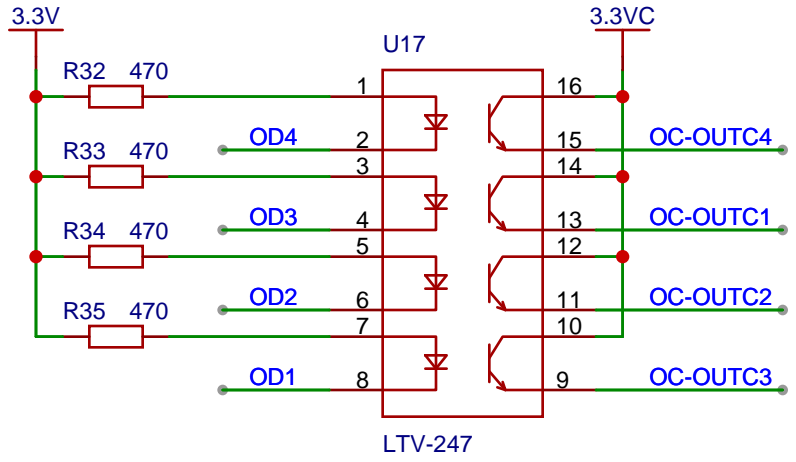 3.3V
3.3VC
U17
R32 470
1
16
OD4
2
15
OC-OUTC4
R33 470
3
14
OD3
4
13
OC-OUTC1
R34 470
5
12
OD2
6
11
OC-OUTC2
R35 470
7
10
OD1
8
9
OC-OUTC3
LTV-247